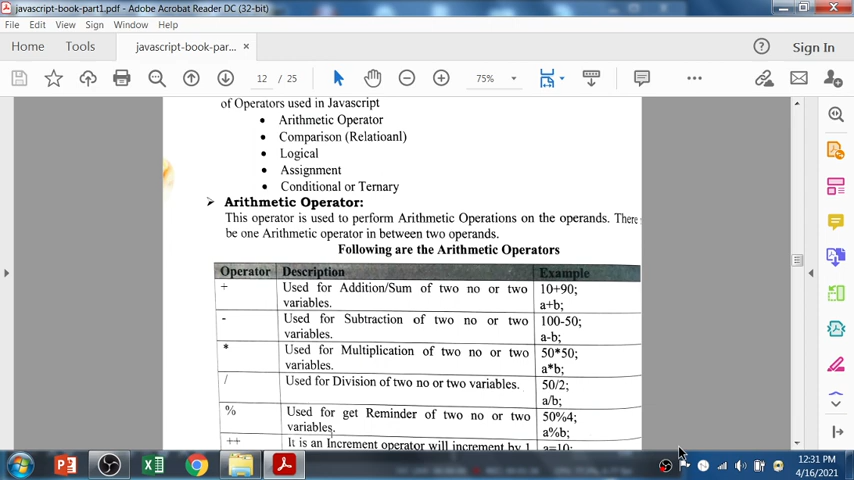 javascript-book-part1.pdf - Adobe Acrobat Reader DC (32-bit)
File Edit View Sign Window Help
Home Tools javascript-book-par... × Sign In
12 / 25 75%
of Operators used in Javascript
• Arithmetic Operator
• Comparison (Relatioanl)
• Logical
• Assignment
• Conditional or Ternary
➢ Arithmetic Operator:
This operator is used to perform Arithmetic Operations on the operands. There
be one Arithmetic operator in between two operands.
Following are the Arithmetic Operators
Operator Description Example
+ Used for Addition/Sum of two no or two 10+90;
variables. a+b;
- Used for Subtraction of two no or two 100-50;
variables. a-b;
* Used for Multiplication of two no or two 50*50;
variables. a*b;
/ Used for Division of two no or two variables. 50/2;
a/b;
% Used for get Reminder of two no or two 50%4;
variables. a%b;
++ It is an Increment operator will increment by 1 a=10;
12:31 PM
4/16/2021